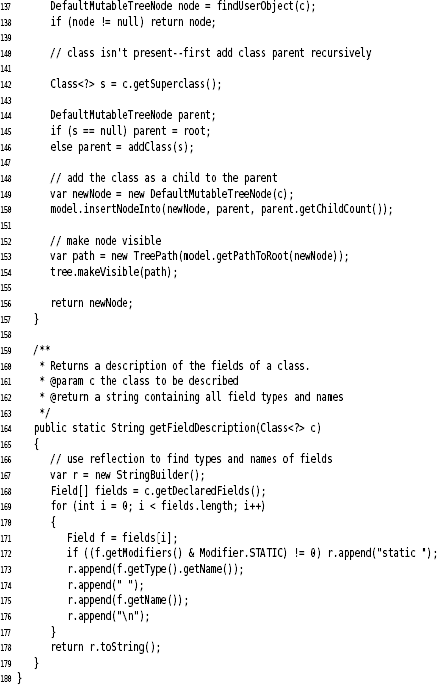 137 DefaultMutableTreeNode node = findUserObject(c);
138 if (node != null) return node;
139
140 // class isn't present--first add class parent recursively
141
142 Class<?> s = c.getSuperclass();
143
144 DefaultMutableTreeNode parent;
145 if (s == null) parent = root;
146 else parent = addClass(s);
147
148 // add the class as a child to the parent
149 var newNode = new DefaultMutableTreeNode(c);
150 model.insertNodeInto(newNode, parent, parent.getChildCount());
151
152 // make node visible
153 var path = new TreePath(model.getPathToRoot(newNode));
154 tree.makeVisible(path);
155
156 return newNode;
157 }
158
159 /**
160 * Returns a description of the fields of a class.
161 * @param c the class to be described
162 * @return a string containing all field types and names
163 */
164 public static String getFieldDescription(Class<?> c)
165 {
166 // use reflection to find types and names of fields
167 var r = new StringBuilder();
168 Field[] fields = c.getDeclaredFields();
169 for (int i = 0; i < fields.length; i++)
170 {
171 Field f = fields[i];
172 if ((f.getModifiers() & Modifier.STATIC) != 0) r.append("static ");
173 r.append(f.getType().getName());
174 r.append(" ");
175 r.append(f.getName());
176 r.append("\n");
177 }
178 return r.toString();
179 }
180 }